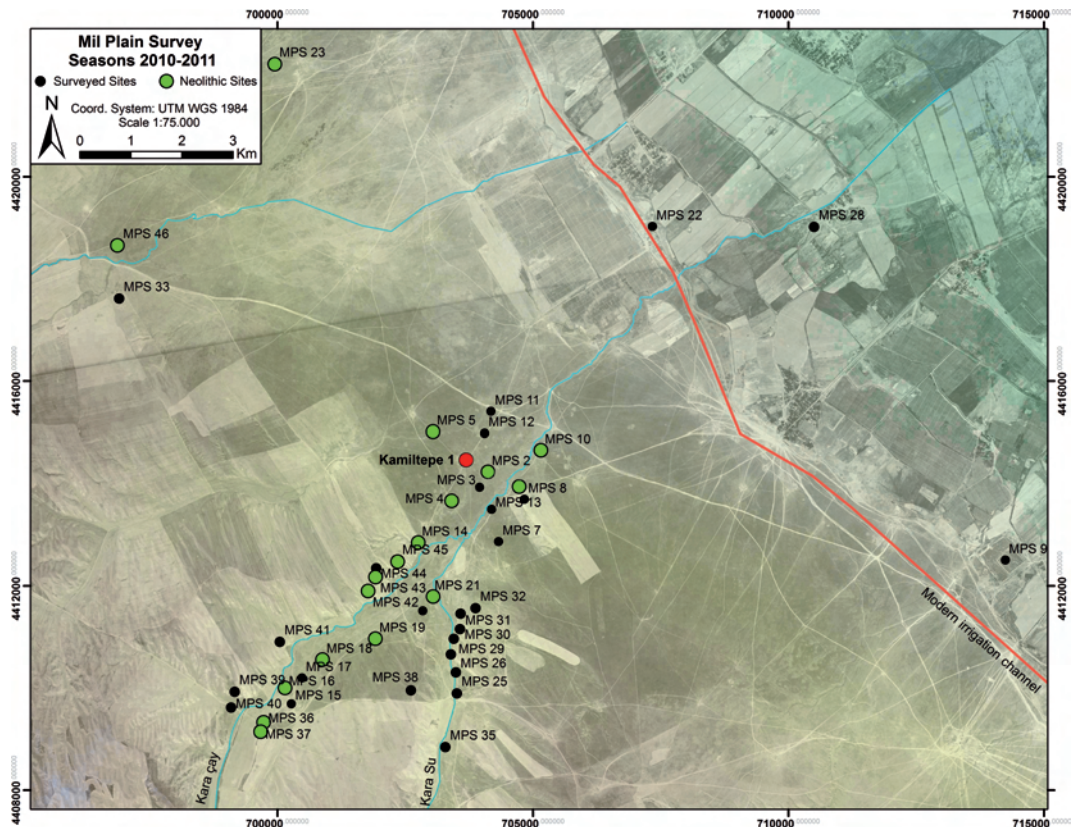 700000
705000
710000
715000
Mil Plain Survey
Seasons 2010-2011
Surveyed Sites
Neolithic Sites
N
Coord. System: UTM WGS 1984
Scale 1:75.000
0 1 2 3
Km
MPS 23
4420000
4420000
MPS 22
MPS 28
MPS 46
MPS 33
4416000
4416000
MPS 11
MPS 5
MPS 12
MPS 10
Kamiltepe 1
MPS 2
MPS 3
MPS 8
MPS 4
MPS 13
MPS 14
MPS 7
MPS 45
MPS 9
MPS 44
4412000
4412000
MPS 43
MPS 21
MPS 42
MPS 32
MPS 31
MPS 41
MPS 19
MPS 30
MPS 18
MPS 29
MPS 17
MPS 26
Modern irrigation channel
MPS 39
MPS 16
MPS 38
MPS 25
MPS 15
MPS 40
MPS 36
MPS 37
MPS 35
Kara çay
Kara Su
4408000
700000
705000
710000
715000